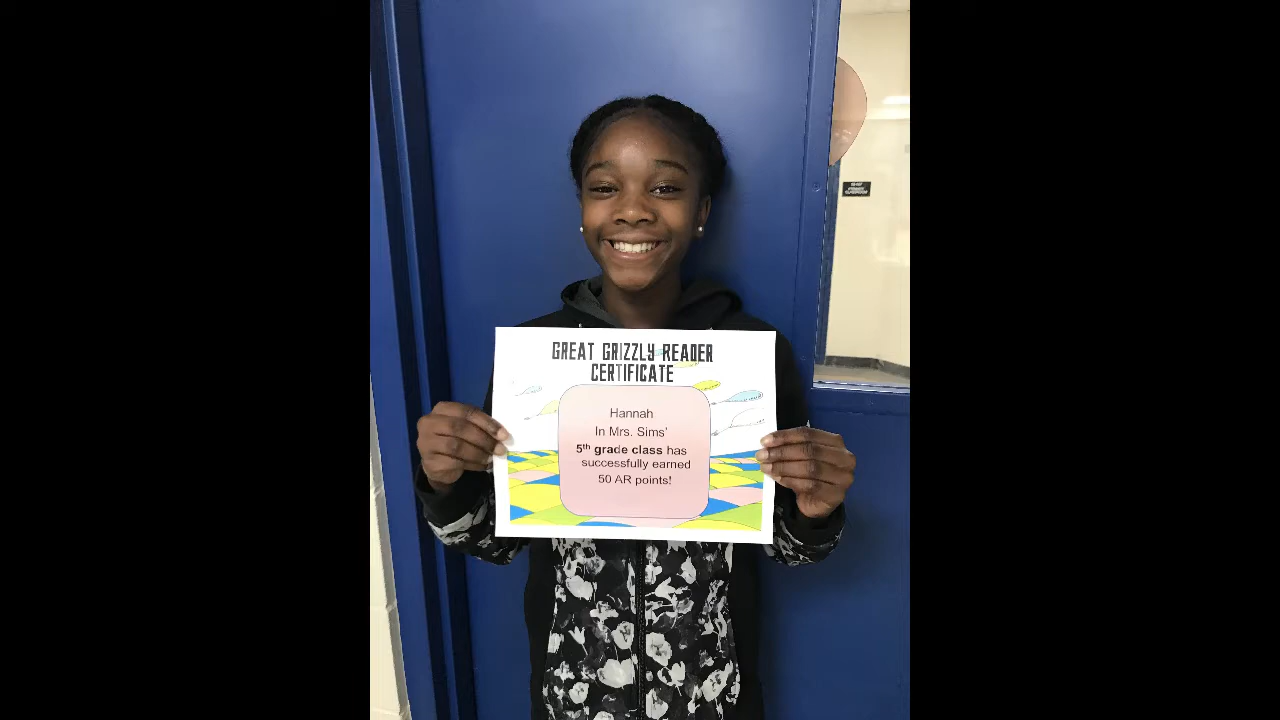 GREAT GRIZZLY READER
CERTIFICATE
Hannah
In Mrs. Sims'
5th grade class has
successfully earned
50 AR points!